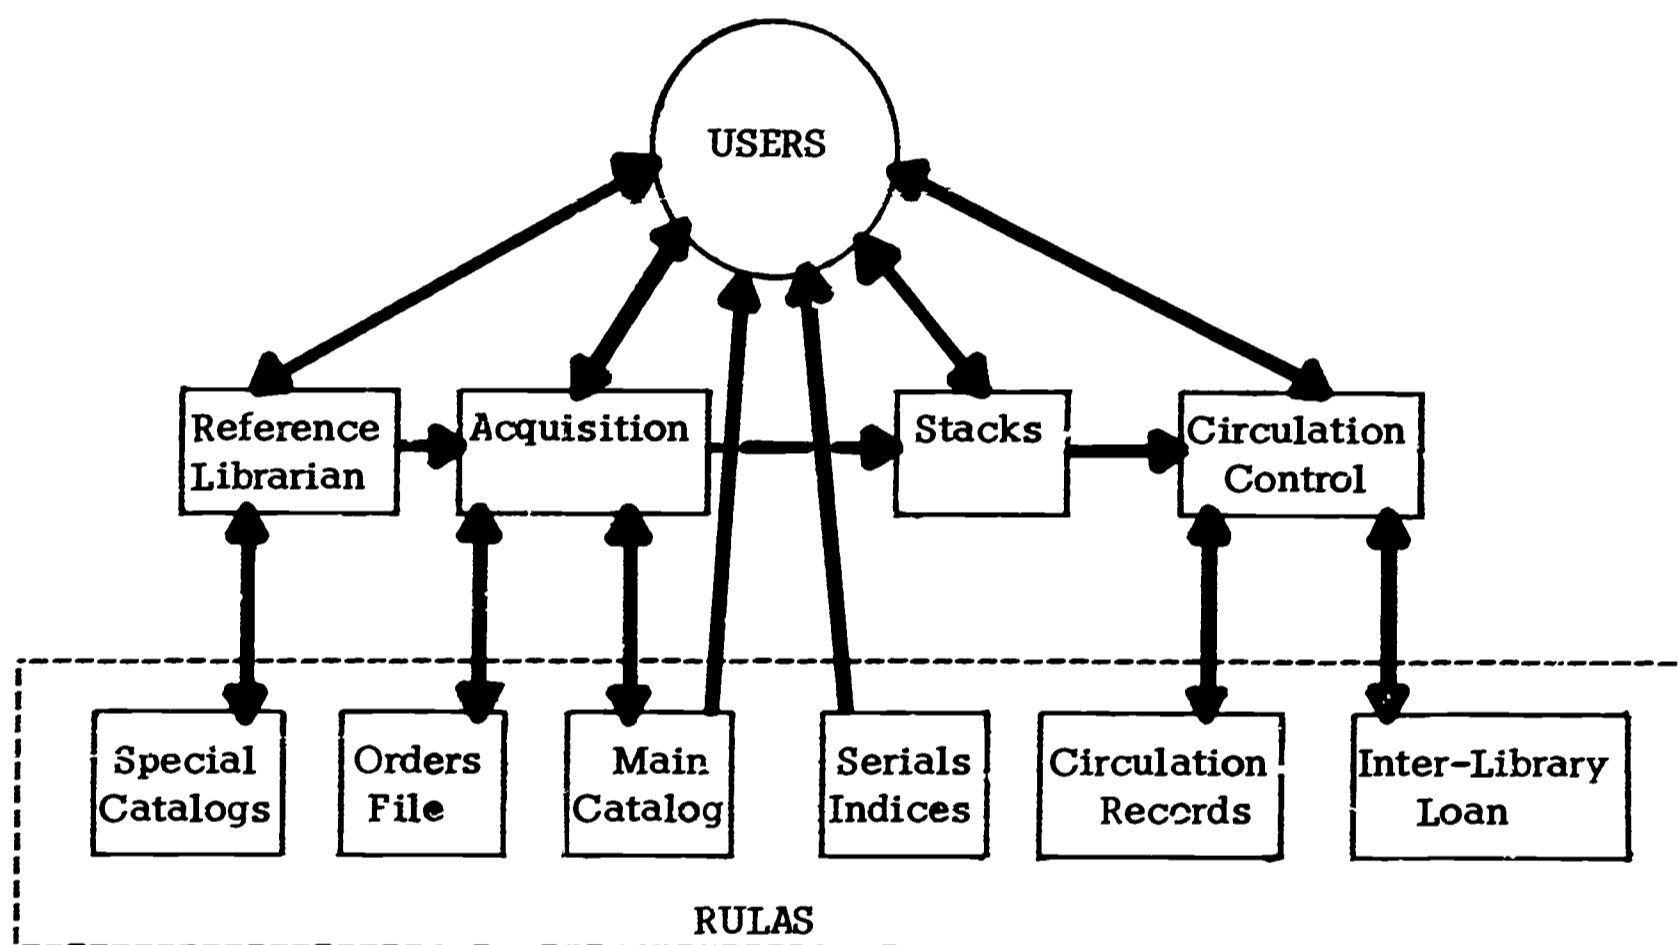 USERS
Reference
Librarian
Acquisition
Stacks
Circulation
Control
Special
Catalogs
Orders
File
Main
Catalog
Serials
Indices
Circulation
Records
Inter-Library
Loan
RULAS